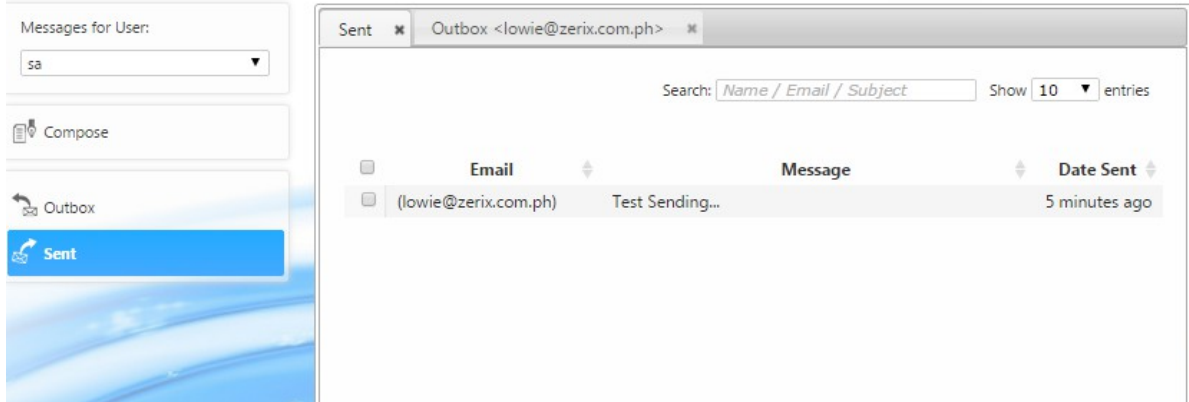 Messages for User:
sa
Compose
Outbox
Sent
Sent Outbox <lowie@zerix.com.ph>
Search: Name / Email / Subject Show 10 entries
Email Message Date Sent
(lowie@zerix.com.ph) Test Sending... 5 minutes ago